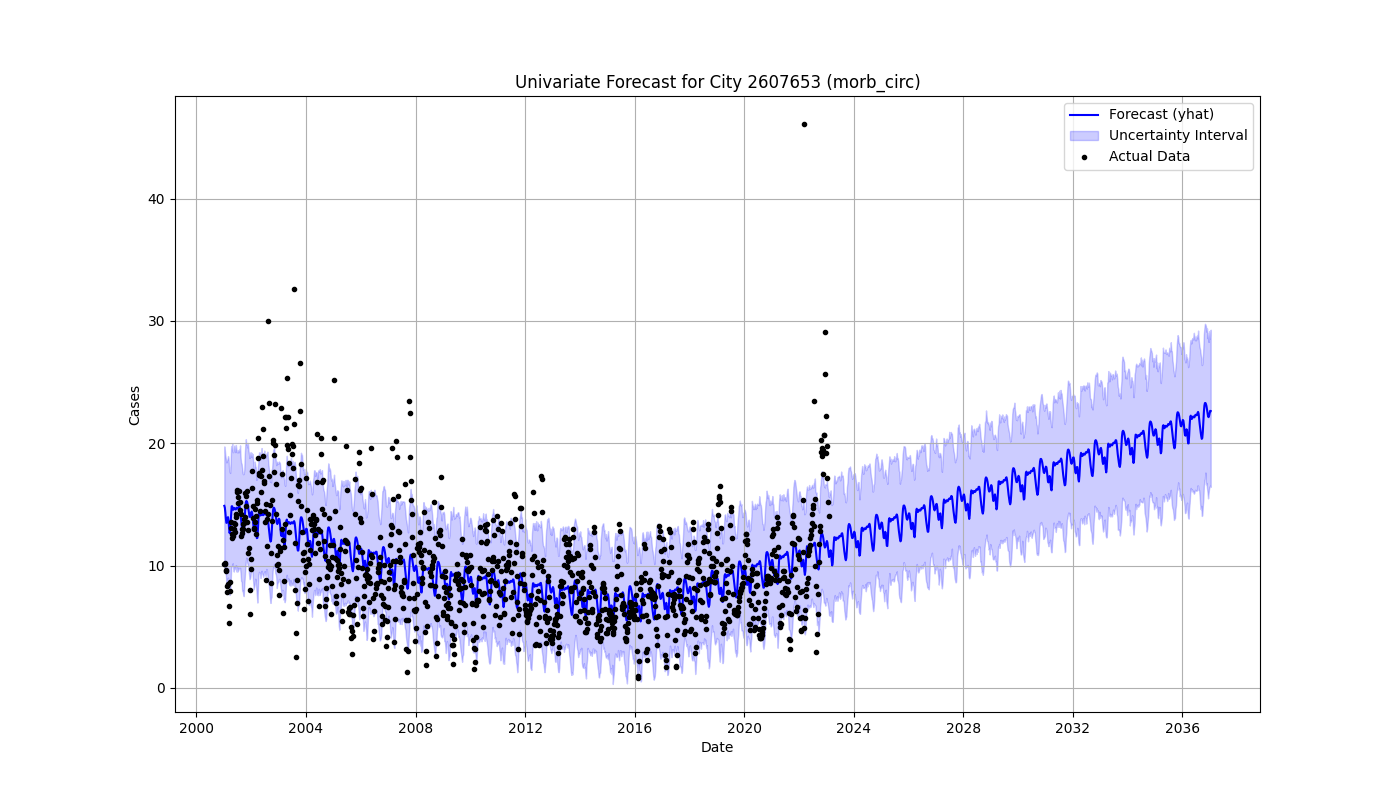 Univariate Forecast for City 2607653 (morb_circ)
Forecast (yhat)
Uncertainty Interval
Actual Data
Cases
40
30
20
10
0
2000 2004 2008 2012 2016 2020 2024 2028 2032 2036
Date